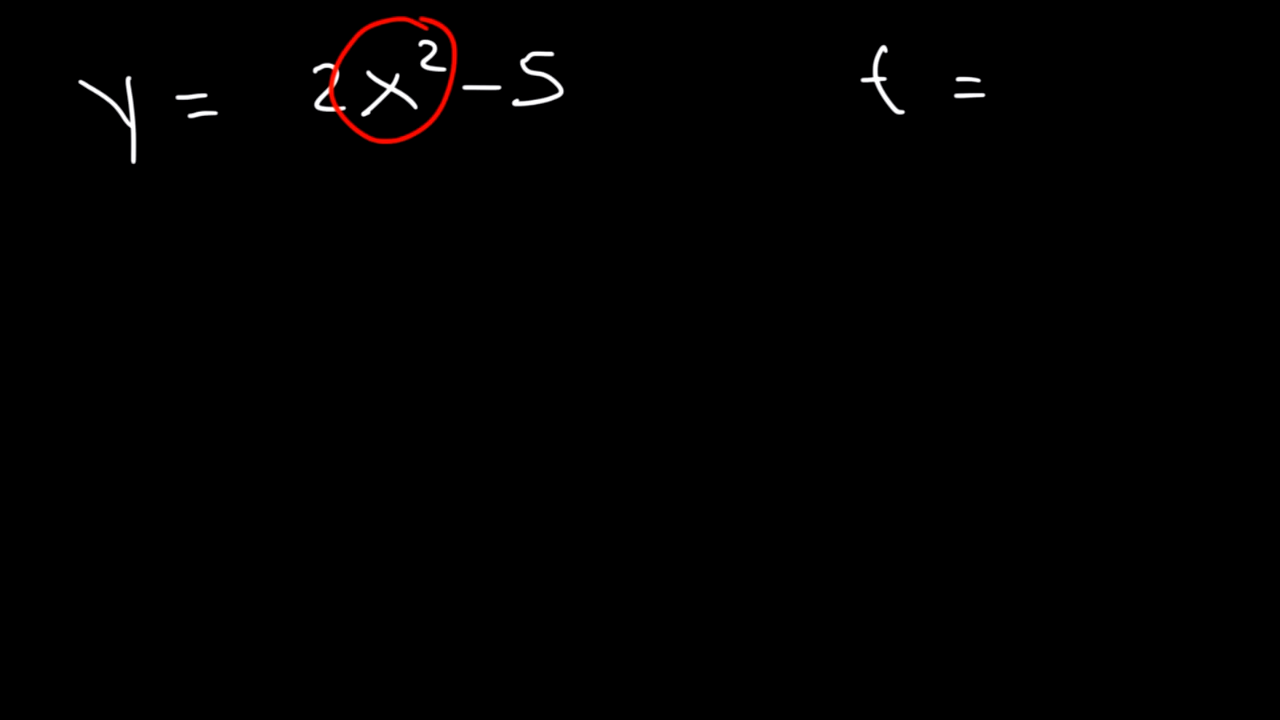 y = 2x² - 5 t =